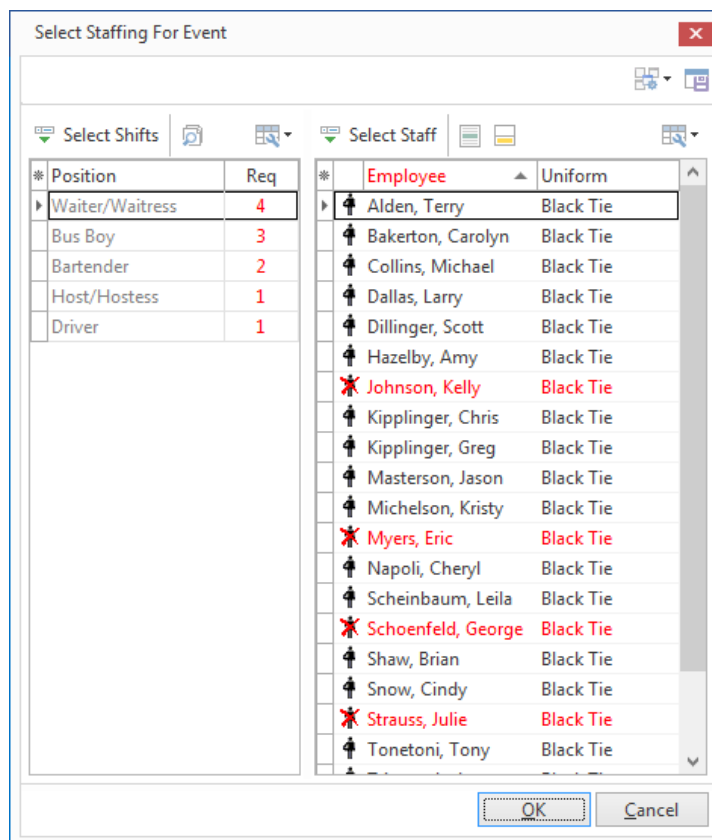 Select Staffing For Event
Select Shifts
Select Staff
Position Req
Waiter/Waitress 4
Bus Boy 3
Bartender 2
Host/Hostess 1
Driver 1
Employee Uniform
Alden, Terry Black Tie
Bakerton, Carolyn Black Tie
Collins, Michael Black Tie
Dallas, Larry Black Tie
Dillinger, Scott Black Tie
Hazelby, Amy Black Tie
Johnson, Kelly Black Tie
Kipplinger, Chris Black Tie
Kipplinger, Greg Black Tie
Masterson, Jason Black Tie
Michelson, Kristy Black Tie
Myers, Eric Black Tie
Napoli, Cheryl Black Tie
Scheinbaum, Leila Black Tie
Schoenfeld, George Black Tie
Shaw, Brian Black Tie
Snow, Cindy Black Tie
Strauss, Julie Black Tie
Tonetoni, Tony Black Tie
OK Cancel